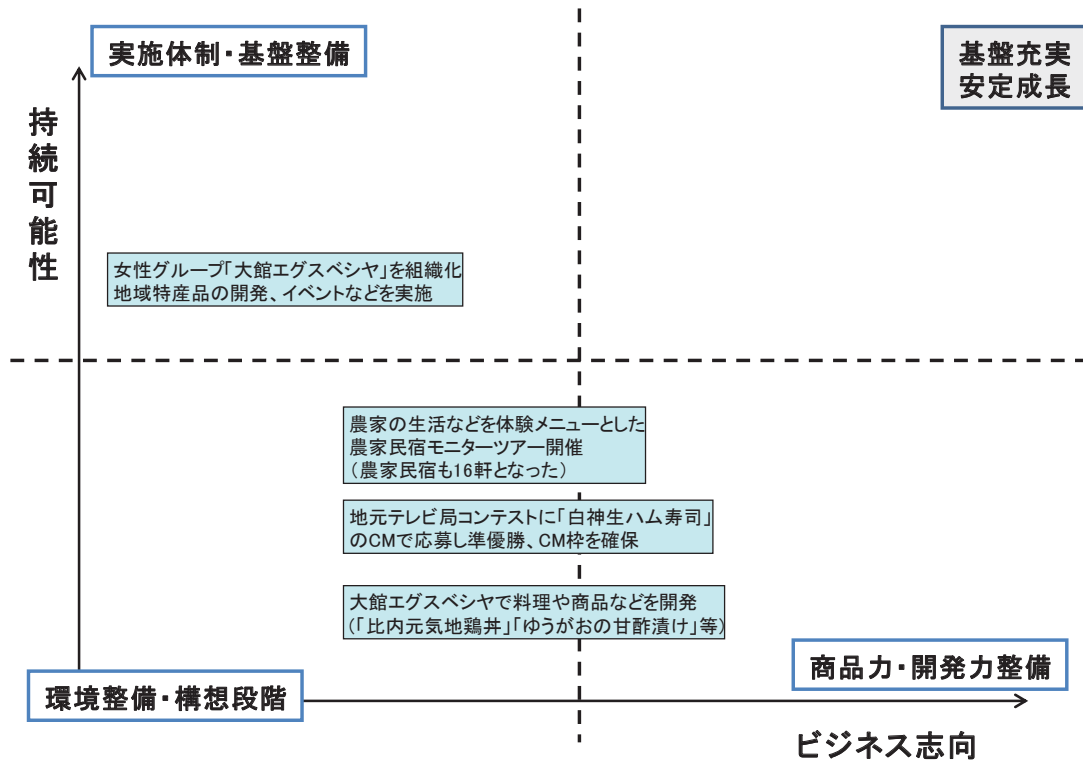 実施体制・基盤整備
基盤充実
安定成長
持続可能性
女性グループ「大館エグスベシヤ」を組織化
地域特産品の開発、イベントなどを実施
農家の生活などを体験メニューとした
農家民宿モニターツアー開催
(農家民宿も16軒となった)
地元テレビ局コンテストに「白神生ハム寿司」
のCMで応募し準優勝、CM枠を確保
大館エグスベシヤで料理や商品などを開発
(「比内元気地鶏丼」「ゆうがおの甘酢漬け」等)
商品力・開発力整備
環境整備・構想段階
ビジネス志向